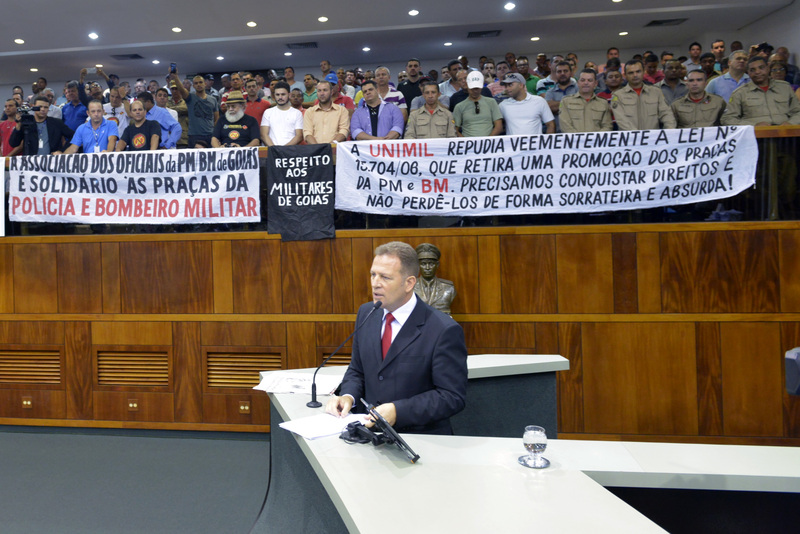 A
DOS OFICIAIS DA PM BM DE GOIÁS
É SOLIDÁRIO AS PRAÇAS DA
POLÍCIA E BOMBEIRO MILITAR
RESPEITO
AOS
MILITARES
DE GOIÁS
A UNIMIL REPUDIA VEEMENTEMENTE A LEI Nº
15.704/06, QUE RETIRA UMA PROMOÇÃO DOS PRAÇAS
DA PM e BM. PRECISAMOS CONQUISTAR DIREITOS E
NÃO PERDÊ-LOS DE FORMA SORRATEIRA E ABSURDA!